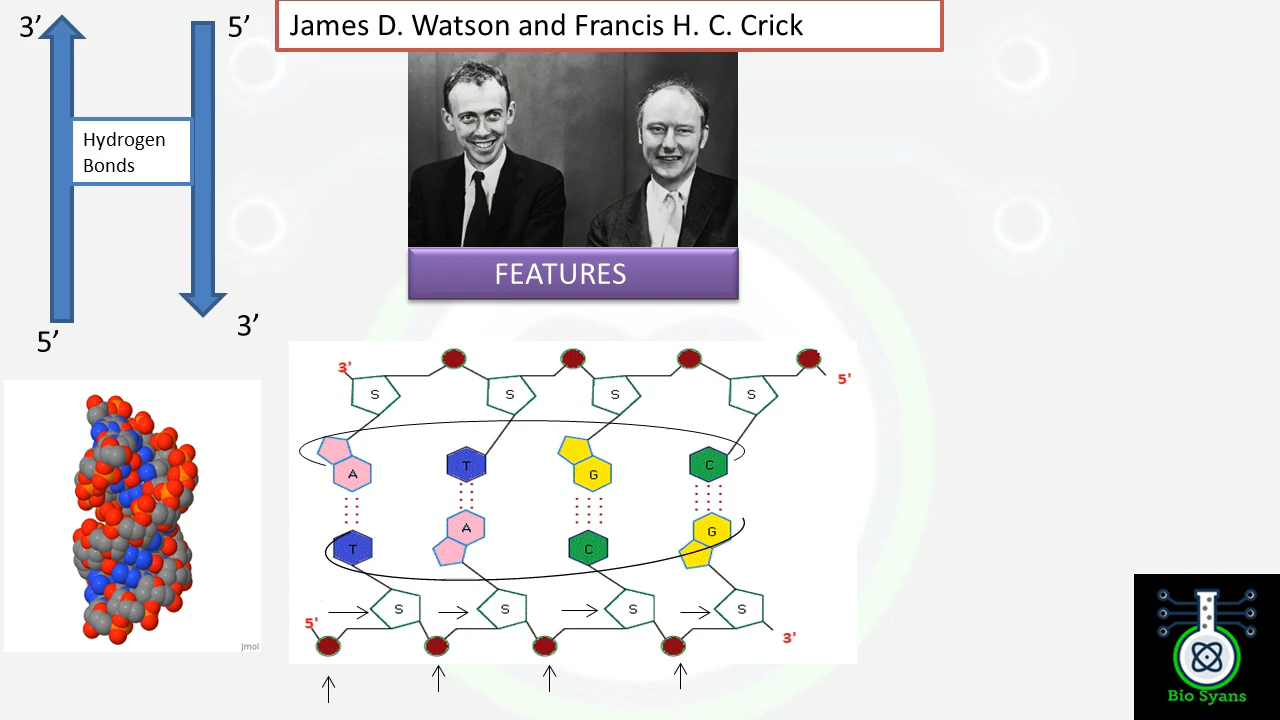 James D. Watson and Francis H. C. Crick
3’
5’
Hydrogen
Bonds
FEATURES
5’
3’
3'
5'
S
S
S
S
A
T
G
C
T
A
C
G
S
S
S
S
5'
3'
Jmol
Bio Syans